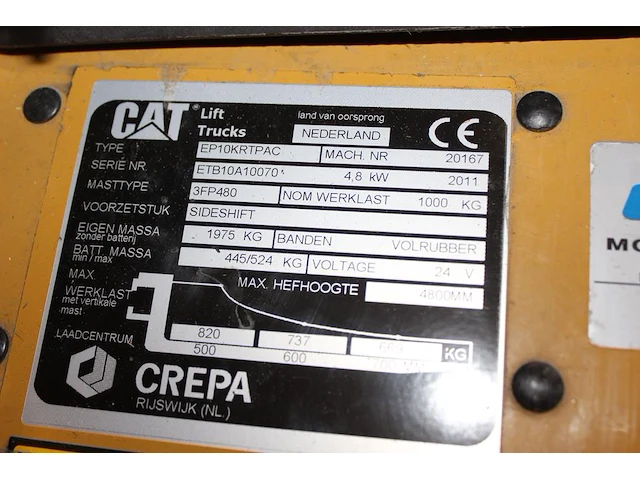 CAT Lift Trucks
land van oorsprong
NEDERLAND
CE
TYPE EP10KRTPAC MACH. NR 20167
SERIE NR ETB10A10070 4,8 kW 2011
MASTTYPE 3FP480 NOM WERKLAST 1000 KG
VOORZETSTUK SIDESHIFT
EIGEN MASSA zonder batterij 1975 KG BANDEN VOLRUBBER
BATT. MASSA min / max 445/524 KG VOLTAGE 24 V
MAX. WERKLAST met vertikale mast
MAX. HEFHOOGTE 4800MM
820 737 KG
LAADCENTRUM 500 600
CREPA
RIJSWIJK (NL)